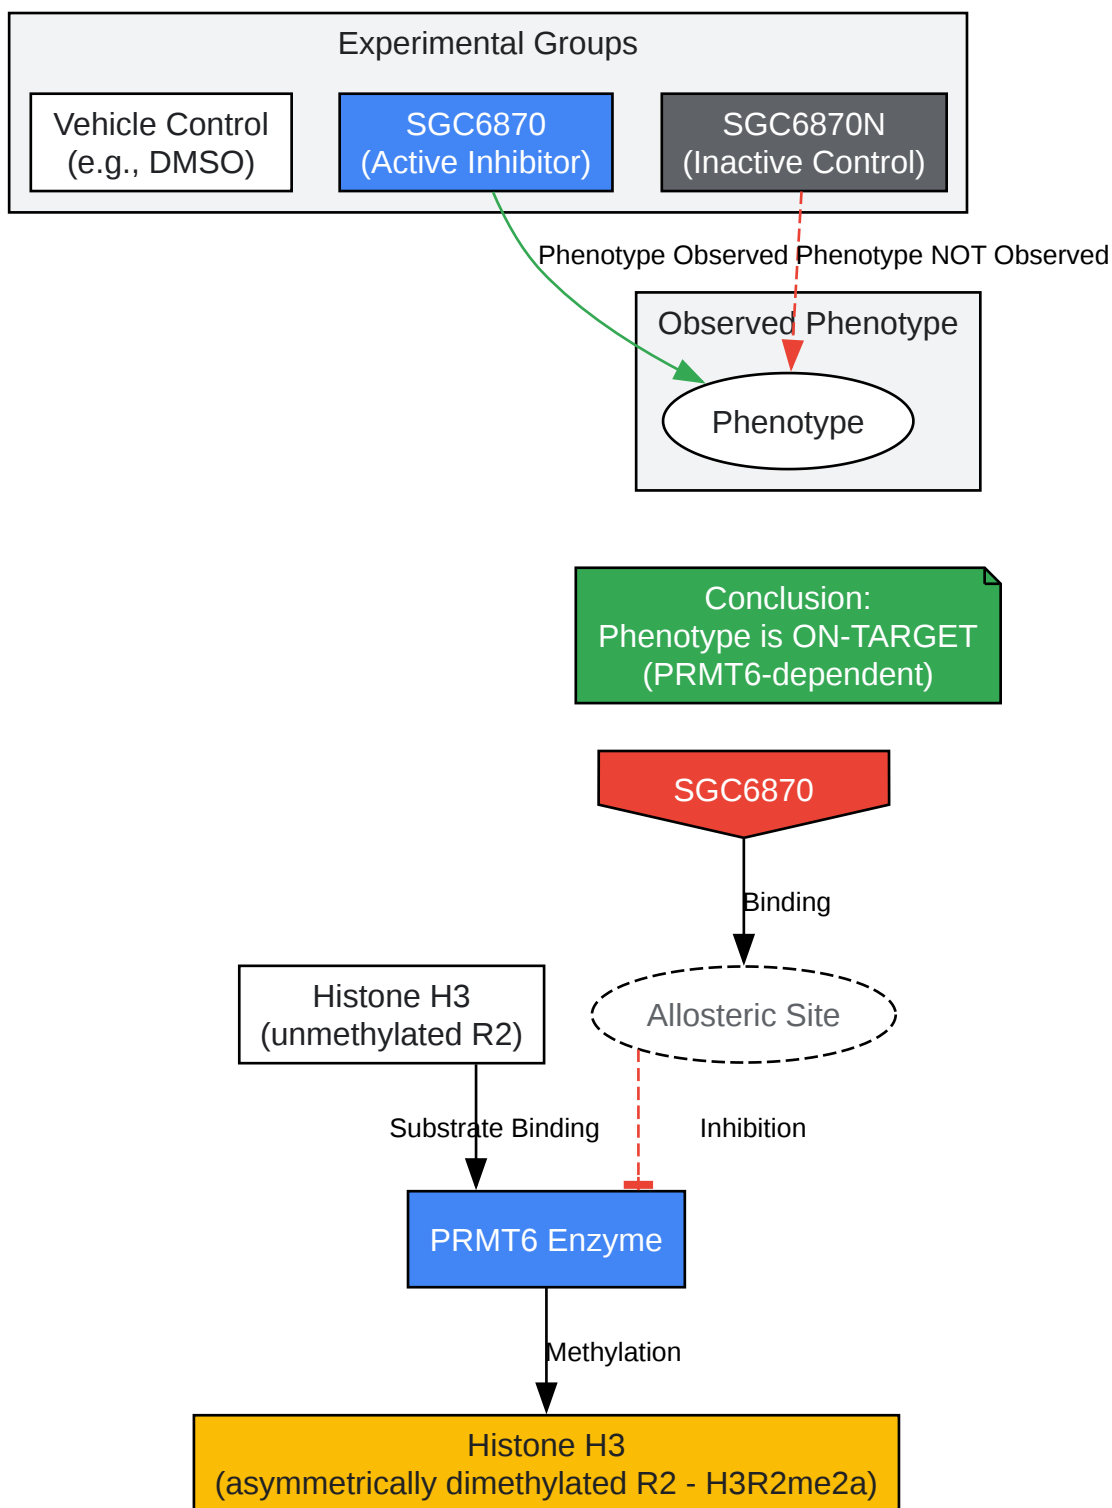 Experimental Groups
Vehicle Control
(e.g., DMSO)
SGC6870
(Active Inhibitor)
SGC6870N
(Inactive Control)
Phenotype Observed
Phenotype NOT Observed
Observed Phenotype
Phenotype
Conclusion:
Phenotype is ON-TARGET
(PRMT6-dependent)
SGC6870
Binding
Histone H3
(unmethylated R2)
Allosteric Site
Substrate Binding
Inhibition
PRMT6 Enzyme
Methylation
Histone H3
(asymmetrically dimethylated R2 - H3R2me2a)